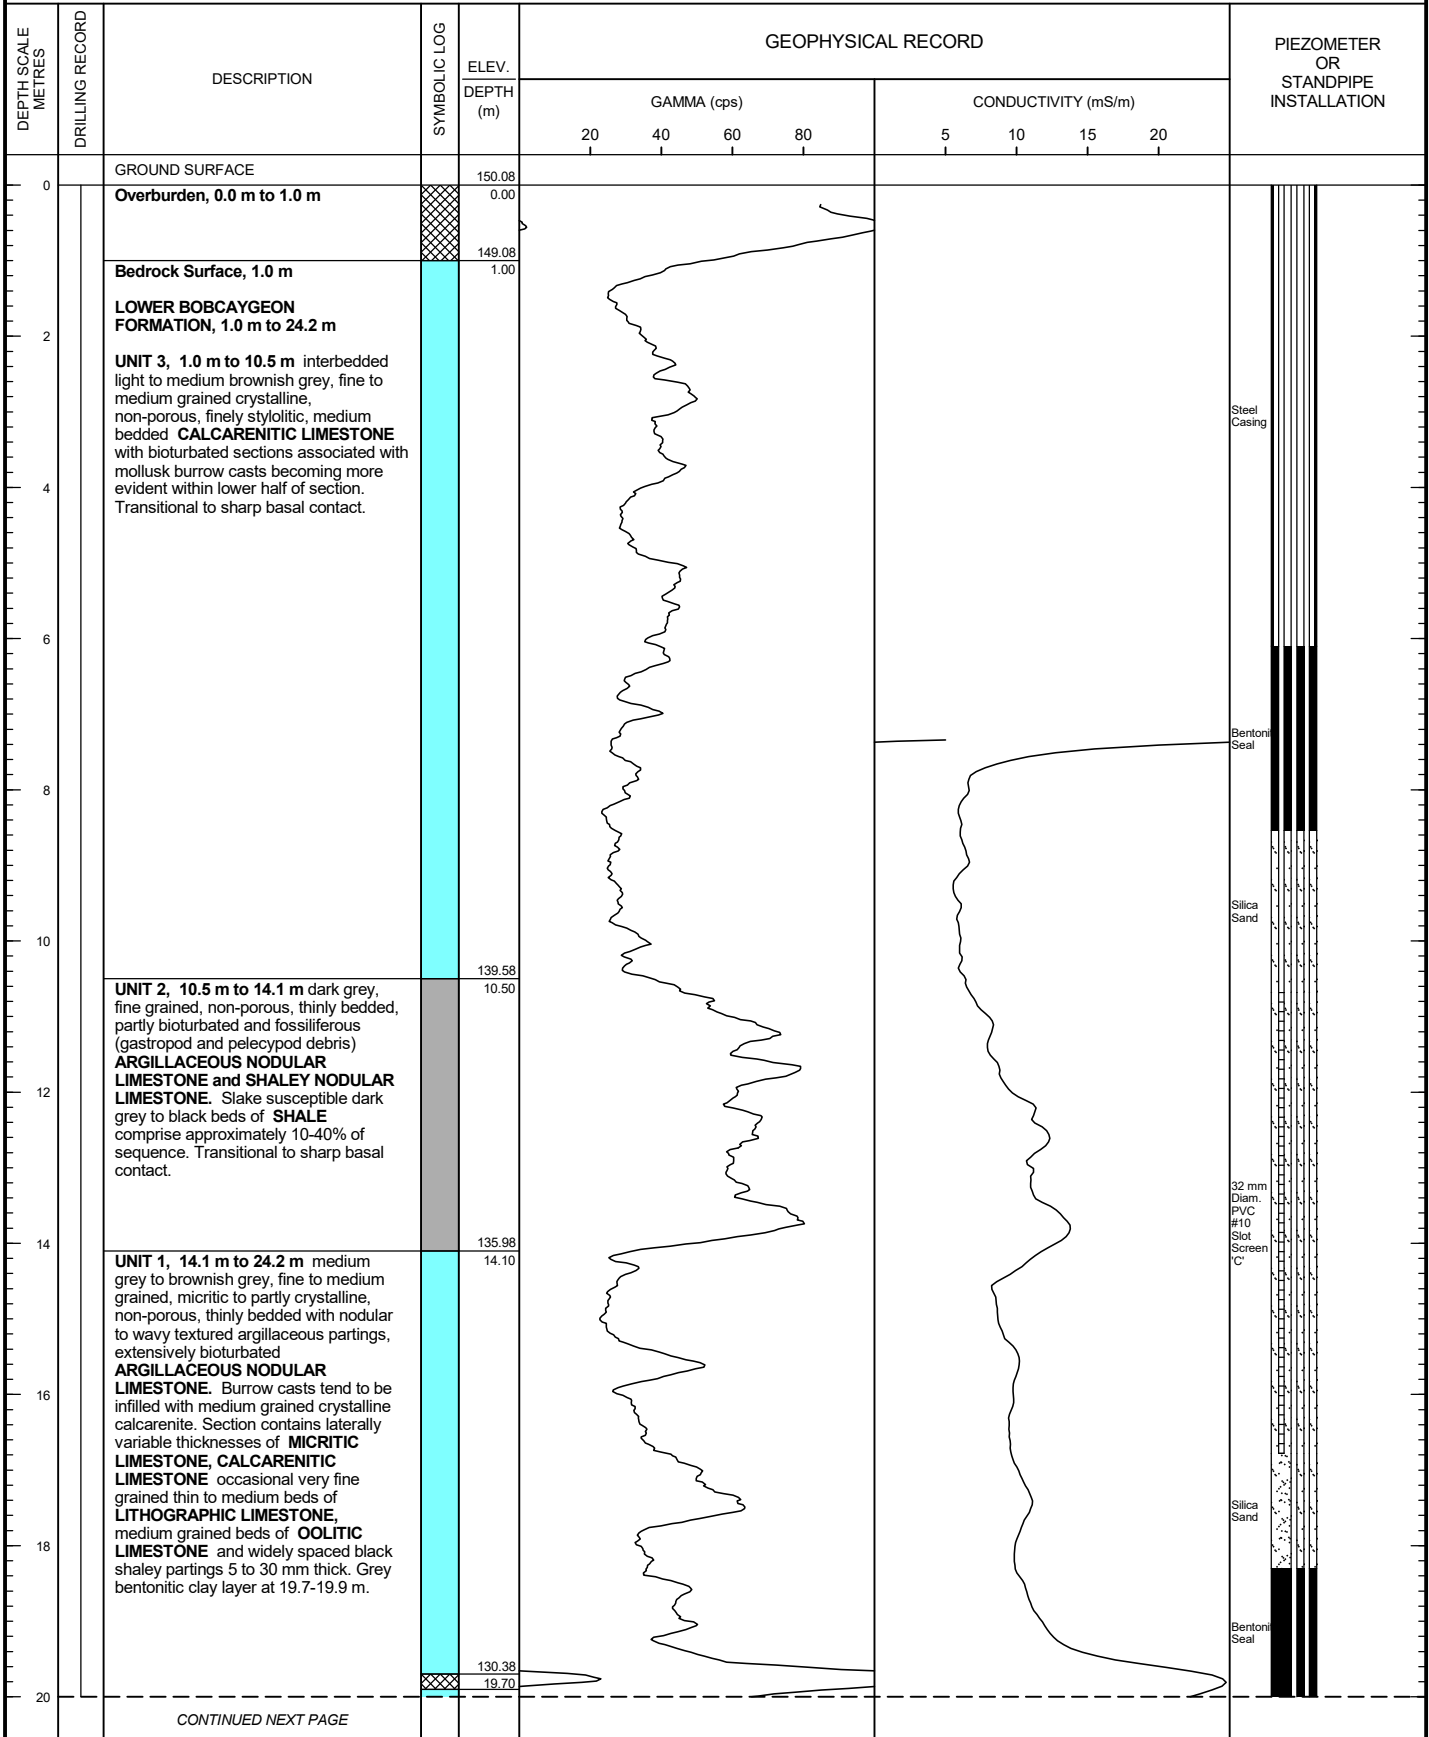 DEPTH SCALE
METRES
DRILLING RECORD
DESCRIPTION
SYMBOLIC LOG
ELEV.
DEPTH
(m)
GEOPHYSICAL RECORD
GAMMA (cps)
20 40 60 80
CONDUCTIVITY (mS/m)
5 10 15 20
PIEZOMETER
OR
STANDPIPE
INSTALLATION
GROUND SURFACE
150.08
0
Overburden, 0.0 m to 1.0 m
0.00
149.08
Bedrock Surface, 1.0 m
1.00
LOWER BOBCAYGEON
FORMATION, 1.0 m to 24.2 m
2
UNIT 3, 1.0 m to 10.5 m interbedded
light to medium brownish grey, fine to
medium grained crystalline,
non-porous, finely stylolitic, medium
bedded CALCARENITIC LIMESTONE
with bioturbated sections associated with
mollusk burrow casts becoming more
evident within lower half of section.
Transitional to sharp basal contact.
Steel
Casing
4
6
Bentoni
Seal
8
Silica
Sand
10
139.58
10.50
UNIT 2, 10.5 m to 14.1 m dark grey,
fine grained, non-porous, thinly bedded,
partly bioturbated and fossiliferous
(gastropod and pelecypod debris)
ARGILLACEOUS NODULAR
LIMESTONE and SHALEY NODULAR
LIMESTONE. Slake susceptible dark
grey to black beds of SHALE
comprise approximately 10-40% of
sequence. Transitional to sharp basal
contact.
12
32 mm
Diam.
PVC
#10
Slot
Screen
'C'
14
135.98
14.10
UNIT 1, 14.1 m to 24.2 m medium
grey to brownish grey, fine to medium
grained, micritic to partly crystalline,
non-porous, thinly bedded with nodular
to wavy textured argillaceous partings,
extensively bioturbated
ARGILLACEOUS NODULAR
LIMESTONE. Burrow casts tend to be
infilled with medium grained crystalline
calcarenite. Section contains laterally
variable thicknesses of MICRITIC
LIMESTONE, CALCARENITIC
LIMESTONE occasional very fine
grained thin to medium beds of
LITHOGRAPHIC LIMESTONE,
medium grained beds of OOLITIC
LIMESTONE and widely spaced black
shaley partings 5 to 30 mm thick. Grey
bentonitic clay layer at 19.7-19.9 m.
16
Silica
Sand
18
Bentoni
Seal
130.38
19.70
20
CONTINUED NEXT PAGE